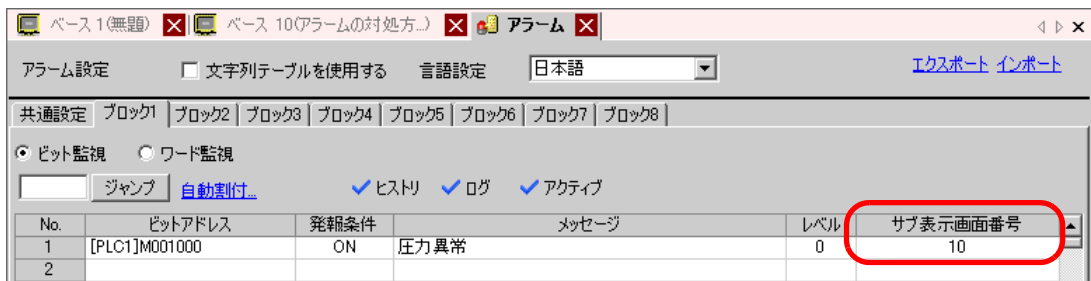 ベース 1(無題) ベース 10(アラームの対処方...) アラーム
アラーム設定 文字列テーブルを使用する 言語設定 日本語 エクスポート インポート
共通設定 ブロック1 ブロック2 ブロック3 ブロック4 ブロック5 ブロック6 ブロック7 ブロック8
ビット監視 ワード監視
ジャンプ 自動割付... ヒストリ ログ アクティブ
No. ビットアドレス 発報条件 メッセージ レベル サブ表示画面番号
1 [PLC1]M001000 ON 圧力異常 0 10
2